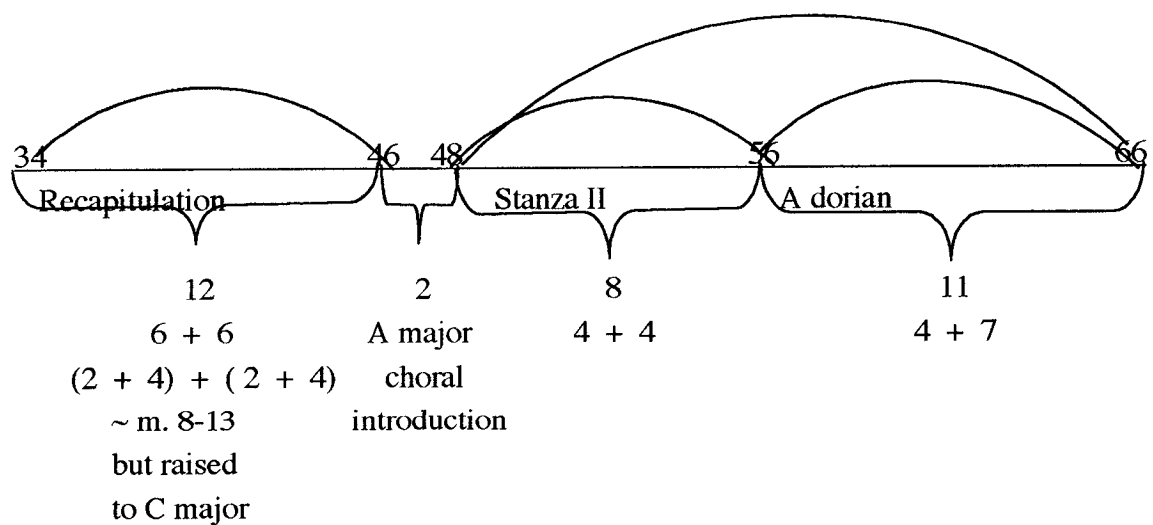 34 46 48 56 66
Recapitulation Stanza II A dorian
12 2 8 11
6 + 6 A major 4 + 4 4 + 7
(2 + 4) + ( 2 + 4) choral
~ m. 8-13 introduction
but raised
to C major